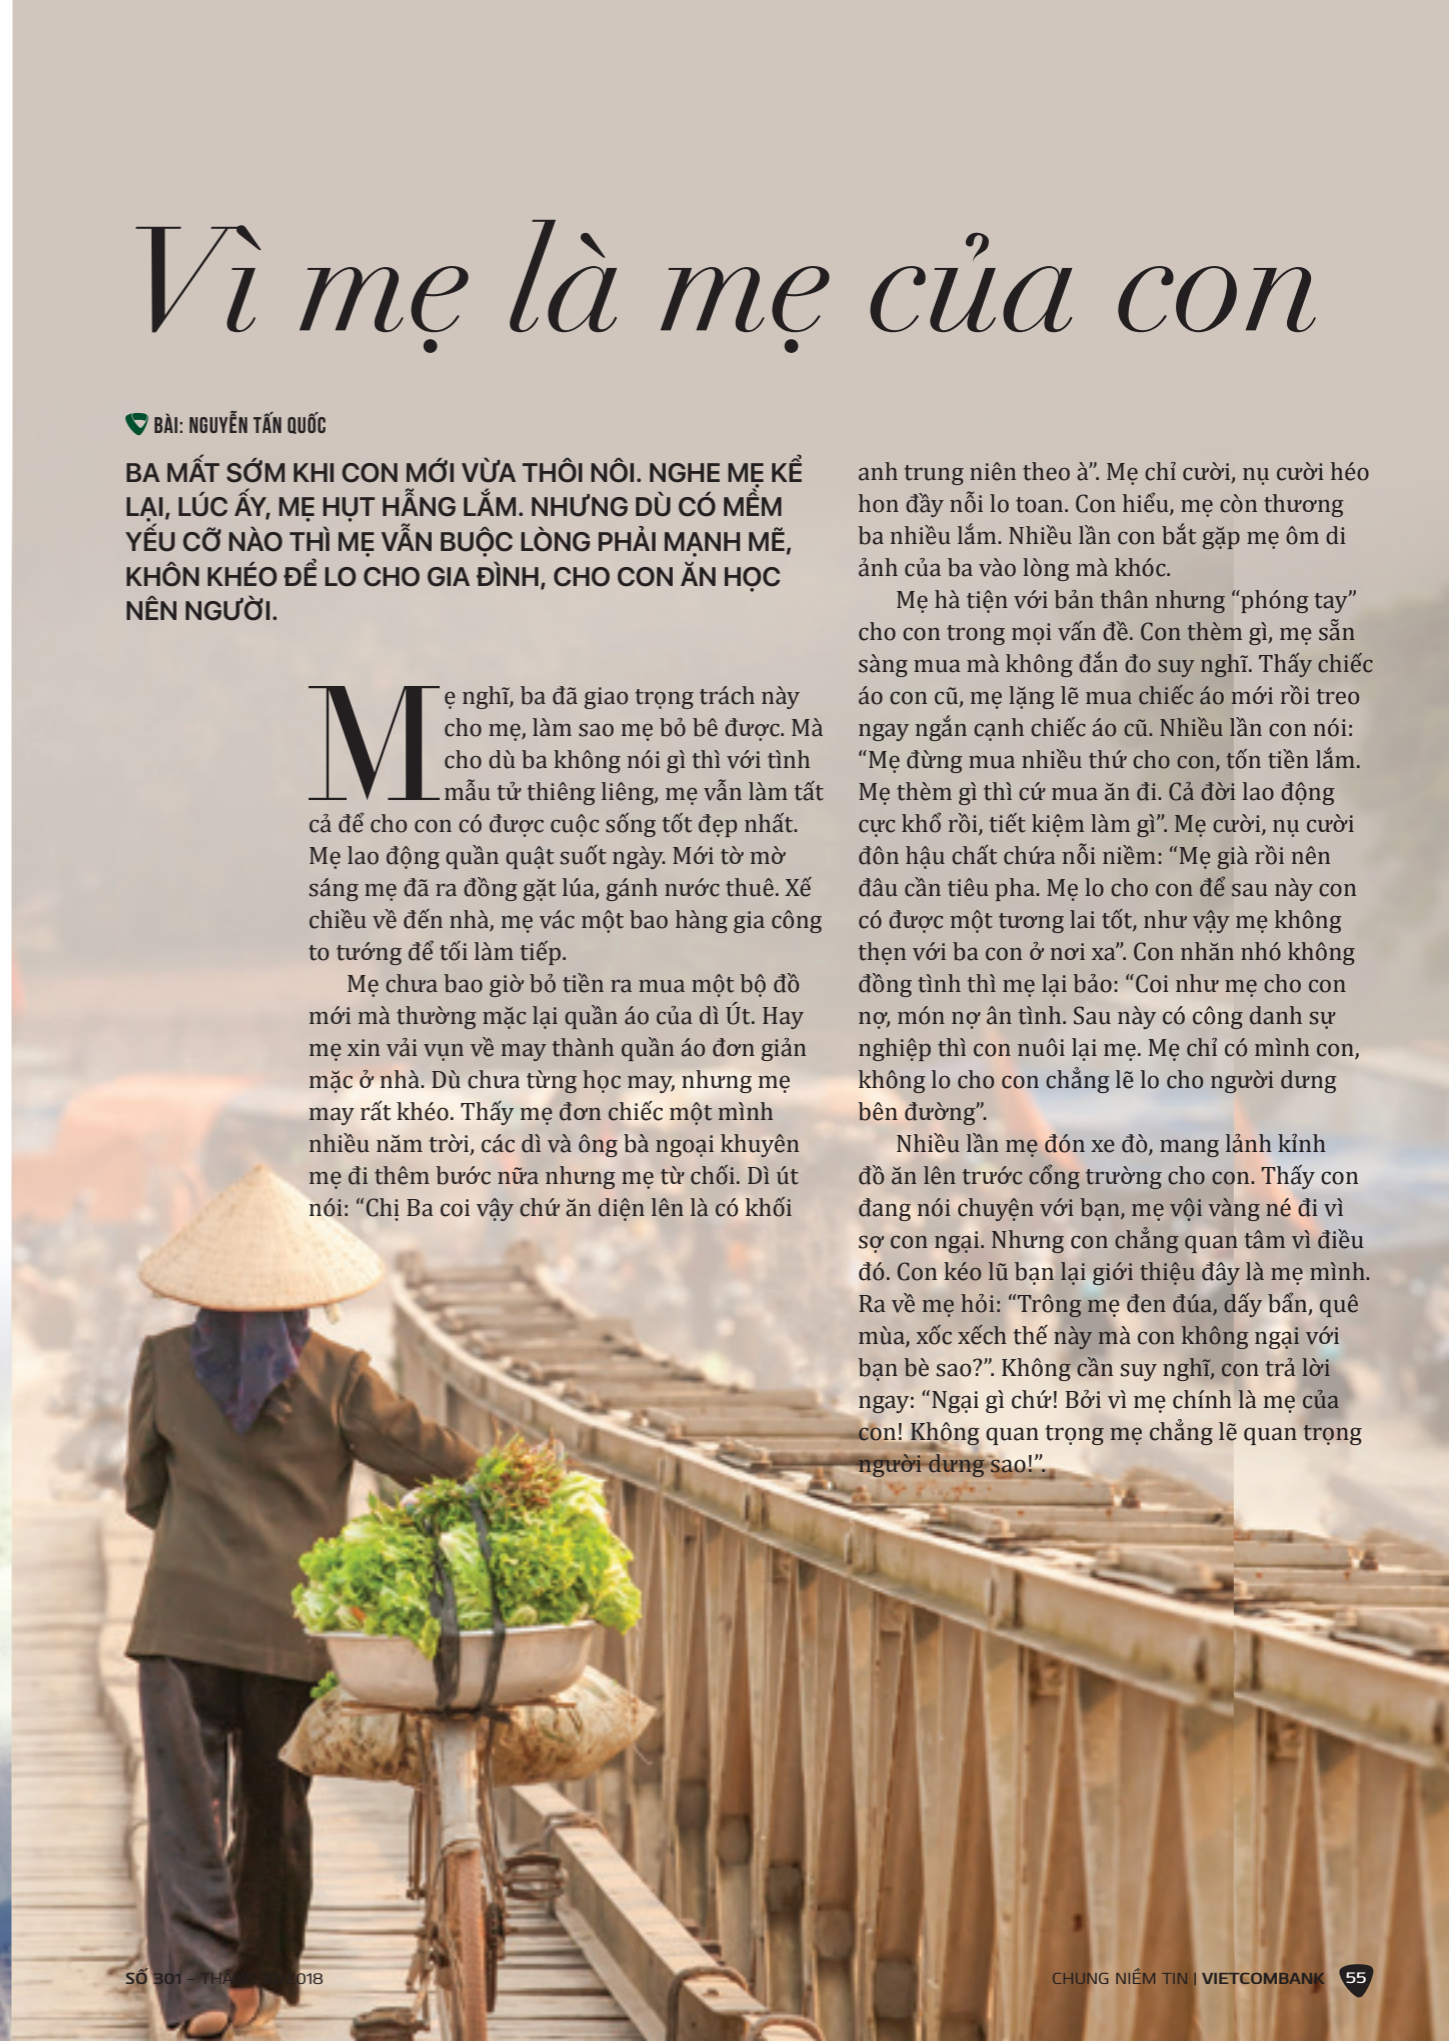 Vì mẹ là mẹ của con
BÀI: NGUYỄN TẤN QUỐC
BA MẤT SỚM KHI CON MỚI VỪA THÔI NÔI. NGHE MẸ KỂ
LẠI, LÚC ẤY, MẸ HỤT HẪNG LẮM. NHƯNG DÙ CÓ MỀM
YẾU CỠ NÀO THÌ MẸ VẪN BUỘC LÒNG PHẢI MẠNH MẼ,
KHÔN KHÉO ĐỂ LO CHO GIA ĐÌNH, CHO CON ĂN HỌC
NÊN NGƯỜI.
Mẹ nghĩ, ba đã giao trọng trách này
cho mẹ, làm sao mẹ bỏ bê được. Mà
cho dù ba không nói gì thì với tình
mẫu tử thiêng liêng, mẹ vẫn làm tất
cả để cho con có được cuộc sống tốt đẹp nhất.
Mẹ lao động quần quật suốt ngày. Mới tờ mờ
sáng mẹ đã ra đồng gặt lúa, gánh nước thuê. Xế
chiều về đến nhà, mẹ vác một bao hàng gia công
to tướng để tối làm tiếp.
Mẹ chưa bao giờ bỏ tiền ra mua một bộ đồ
mới mà thường mặc lại quần áo của dì Út. Hay
mẹ xin vải vụn về may thành quần áo đơn giản
mặc ở nhà. Dù chưa từng học may, nhưng mẹ
may rất khéo. Thấy mẹ đơn chiếc một mình
nhiều năm trời, các dì và ông bà ngoại khuyên
mẹ đi thêm bước nữa nhưng mẹ từ chối. Dì út
nói: “Chị Ba coi vậy chứ ăn diện lên là có khối
anh trung niên theo à”. Mẹ chỉ cười, nụ cười héo
hon đầy nỗi lo toan. Con hiểu, mẹ còn thương
ba nhiều lắm. Nhiều lần con bắt gặp mẹ ôm di
ảnh của ba vào lòng mà khóc.
Mẹ hà tiện với bản thân nhưng “phóng tay”
cho con trong mọi vấn đề. Con thèm gì, mẹ sẵn
sàng mua mà không đắn đo suy nghĩ. Thấy chiếc
áo con cũ, mẹ lặng lẽ mua chiếc áo mới rồi treo
ngay ngắn cạnh chiếc áo cũ. Nhiều lần con nói:
“Mẹ đừng mua nhiều thứ cho con, tốn tiền lắm.
Mẹ thèm gì thì cứ mua ăn đi. Cả đời lao động
cực khổ rồi, tiết kiệm làm gì”. Mẹ cười, nụ cười
đôn hậu chất chứa nỗi niềm: “Mẹ già rồi nên
đâu cần tiêu pha. Mẹ lo cho con để sau này con
có được một tương lai tốt, như vậy mẹ không
thẹn với ba con ở nơi xa”. Con nhăn nhó không
đồng tình thì mẹ lại bảo: “Coi như mẹ cho con
nợ, món nợ ân tình. Sau này có công danh sự
nghiệp thì con nuôi lại mẹ. Mẹ chỉ có mình con,
không lo cho con chẳng lẽ lo cho người dưng
bên đường”.
Nhiều lần mẹ đón xe đò, mang lảnh kỉnh
đồ ăn lên trước cổng trường cho con. Thấy con
đang nói chuyện với bạn, mẹ vội vàng né đi vì
sợ con ngại. Nhưng con chẳng quan tâm vì điều
đó. Con kéo lũ bạn lại giới thiệu đây là mẹ mình.
Ra về mẹ hỏi: “Trông mẹ đen đúa, dấy bẩn, quê
mùa, xốc xếch thế này mà con không ngại với
bạn bè sao?”. Không cần suy nghĩ, con trả lời
ngay: “Ngại gì chứ! Bởi vì mẹ chính là mẹ của
con! Không quan trọng mẹ chẳng lẽ quan trọng
người dưng sao!”.
SỐ 301 – 2018
CHUNG NIỀM TIN | VIETCOMBANK 55